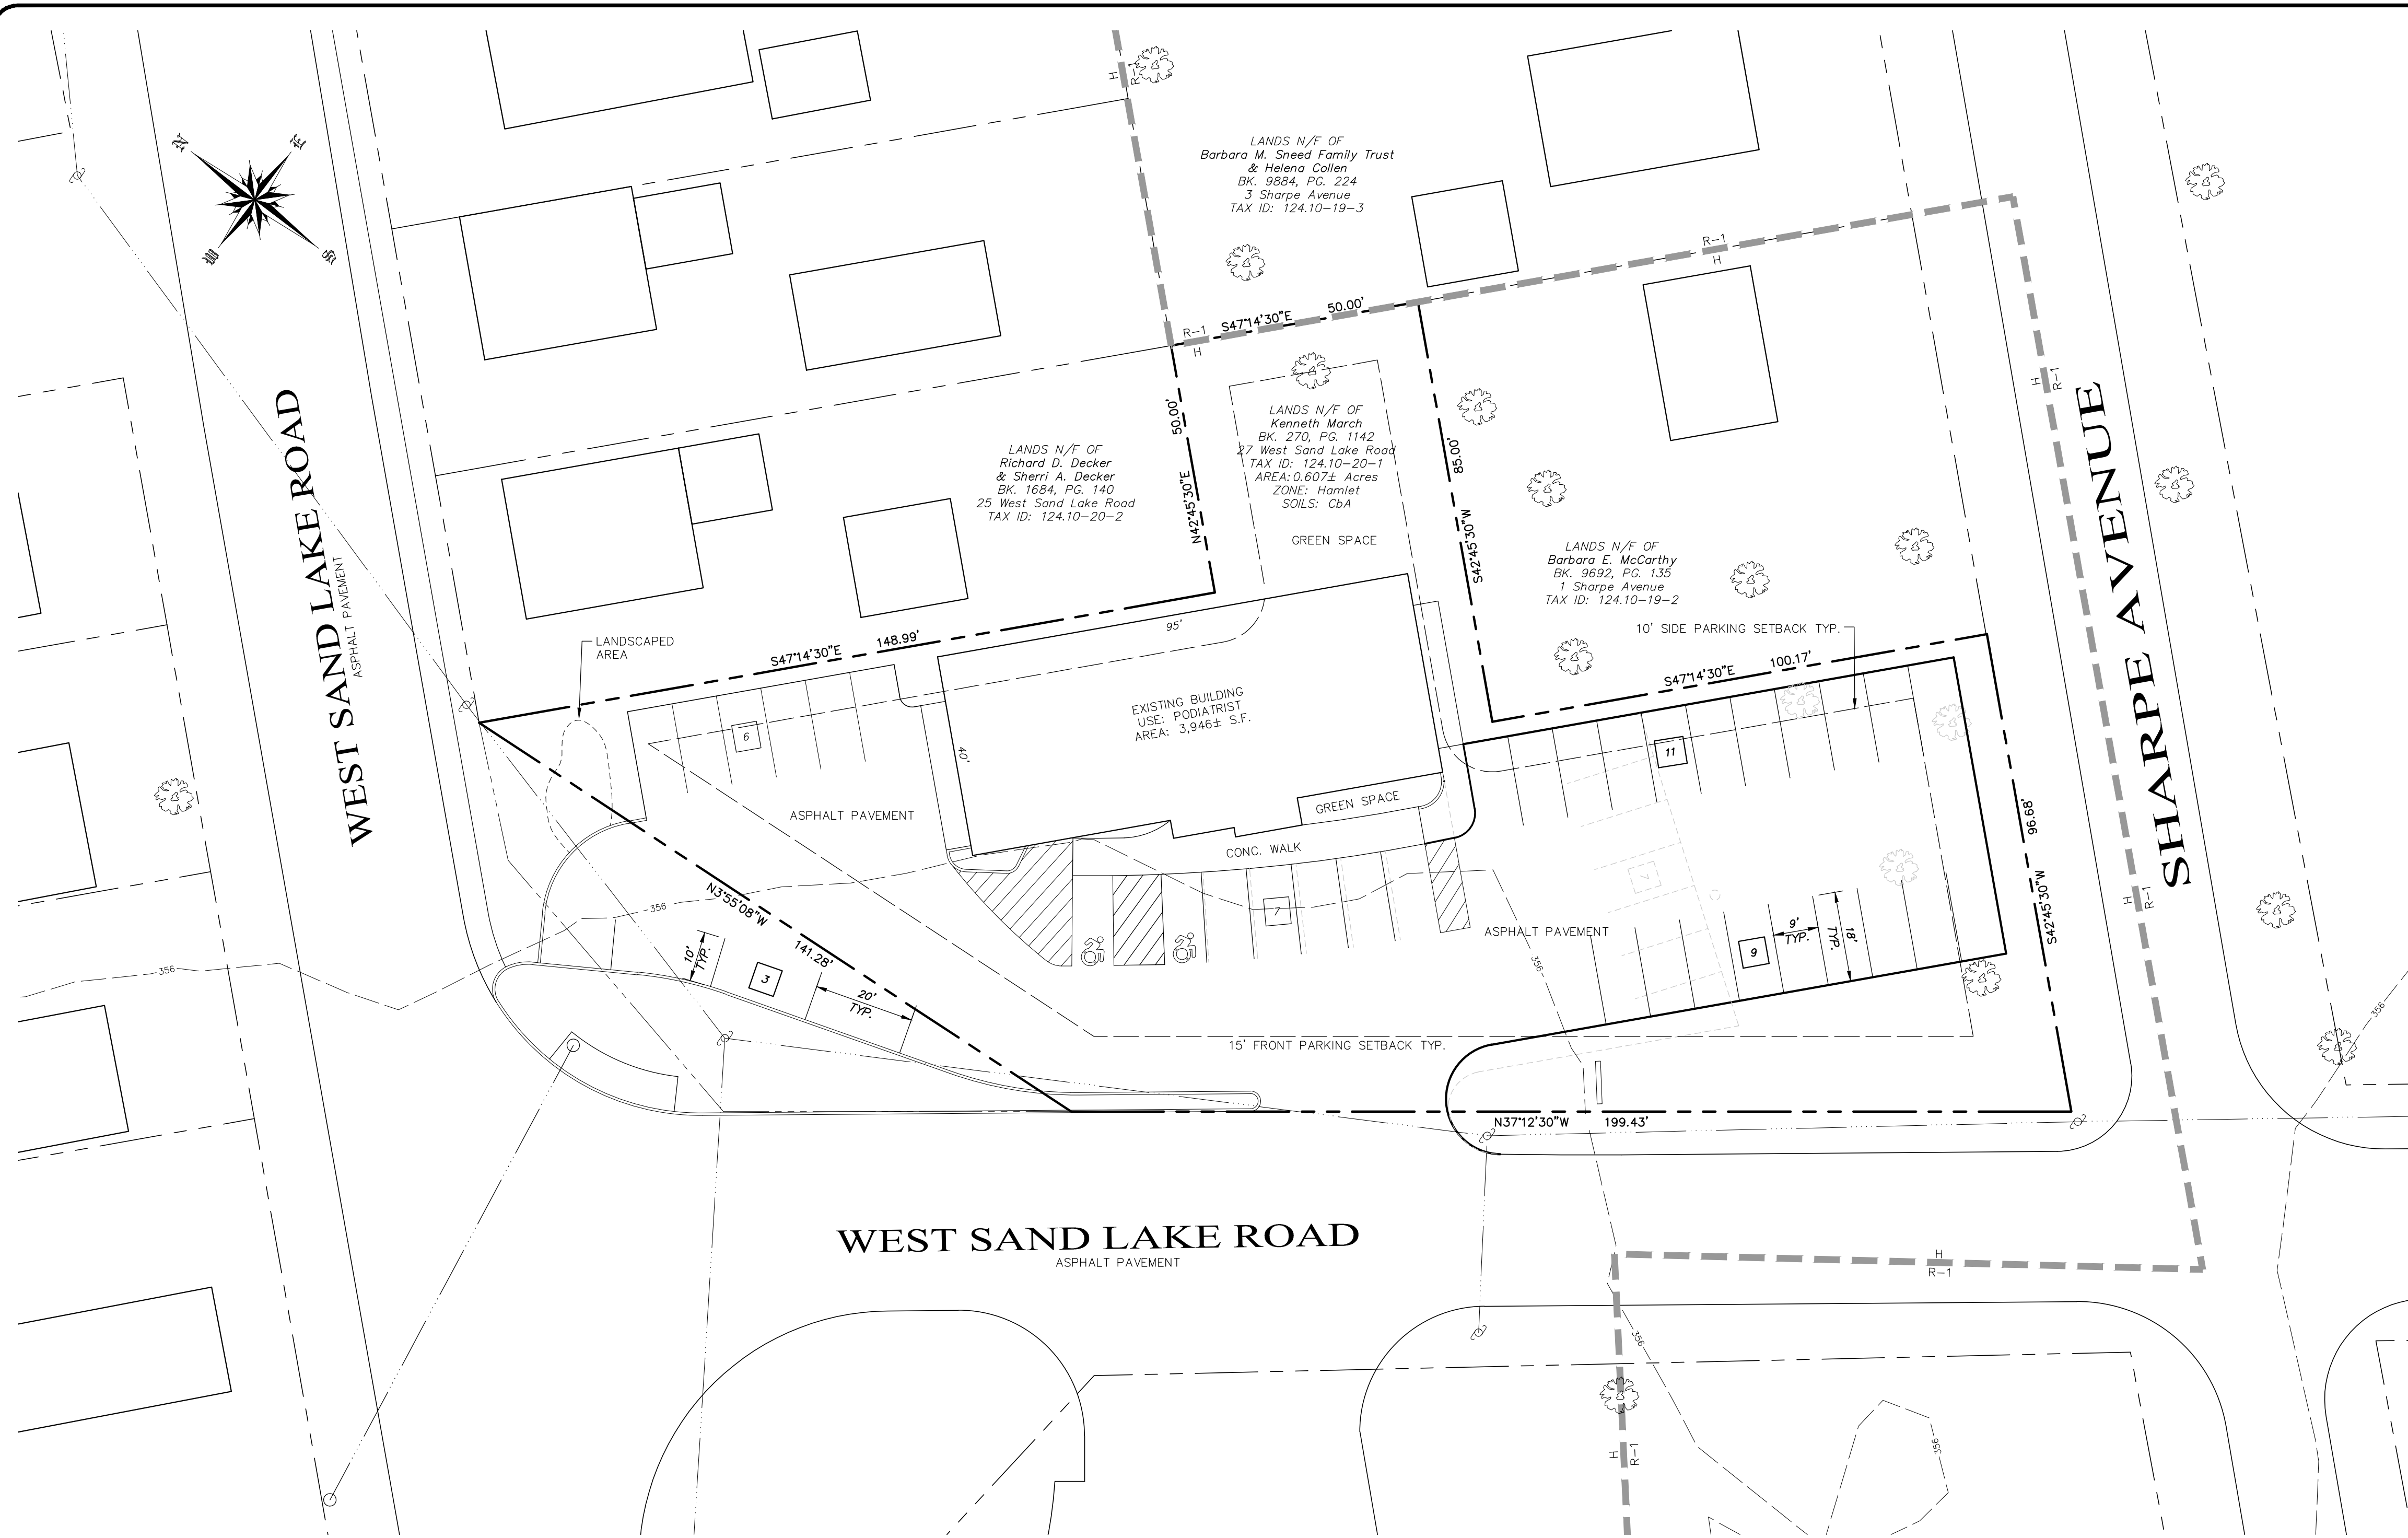 N
E
W
S
H
R-1
LANDS N/F OF
Barbara M. Sneed Family Trust
& Helena Collen
BK. 9884, PG. 224
3 Sharpe Avenue
TAX ID: 124.10-19-3
R-1
H
R-1
H
S47°14'30"E 50.00'
H
R-1
WEST SAND LAKE ROAD
ASPHALT PAVEMENT
LANDS N/F OF
Richard D. Decker
& Sherri A. Decker
BK. 1684, PG. 140
25 West Sand Lake Road
TAX ID: 124.10-20-2
N42°45'30"E 50.00'
LANDS N/F OF
Kenneth March
BK. 270, PG. 1142
27 West Sand Lake Road
TAX ID: 124.10-20-1
AREA: 0.607± Acres
ZONE: Hamlet
SOILS: CbA
GREEN SPACE
S42°45'30"W 85.00'
LANDS N/F OF
Barbara E. McCarthy
BK. 9692, PG. 135
1 Sharpe Avenue
TAX ID: 124.10-19-2
SHARPE AVENUE
10' SIDE PARKING SETBACK TYP.
LANDSCAPED
AREA
S47°14'30"E 148.99'
95'
S47°14'30"E 100.17'
EXISTING BUILDING
USE: PODIATRIST
AREA: 3,946± S.F.
40'
6
11
ASPHALT PAVEMENT
GREEN SPACE
CONC. WALK
7
7
ASPHALT PAVEMENT
9
9'
TYP.
18'
TYP.
S42°45'30"W 96.68'
H
R-1
N3°55'08"W 141.28'
356
356
356
356
10'
TYP.
3
20'
TYP.
15' FRONT PARKING SETBACK TYP.
N37°12'30"W 199.43'
WEST SAND LAKE ROAD
ASPHALT PAVEMENT
H
R-1
356
356
H
R-1